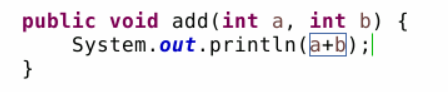 public void add(int a, int b) {
    System.out.println(a+b);
}